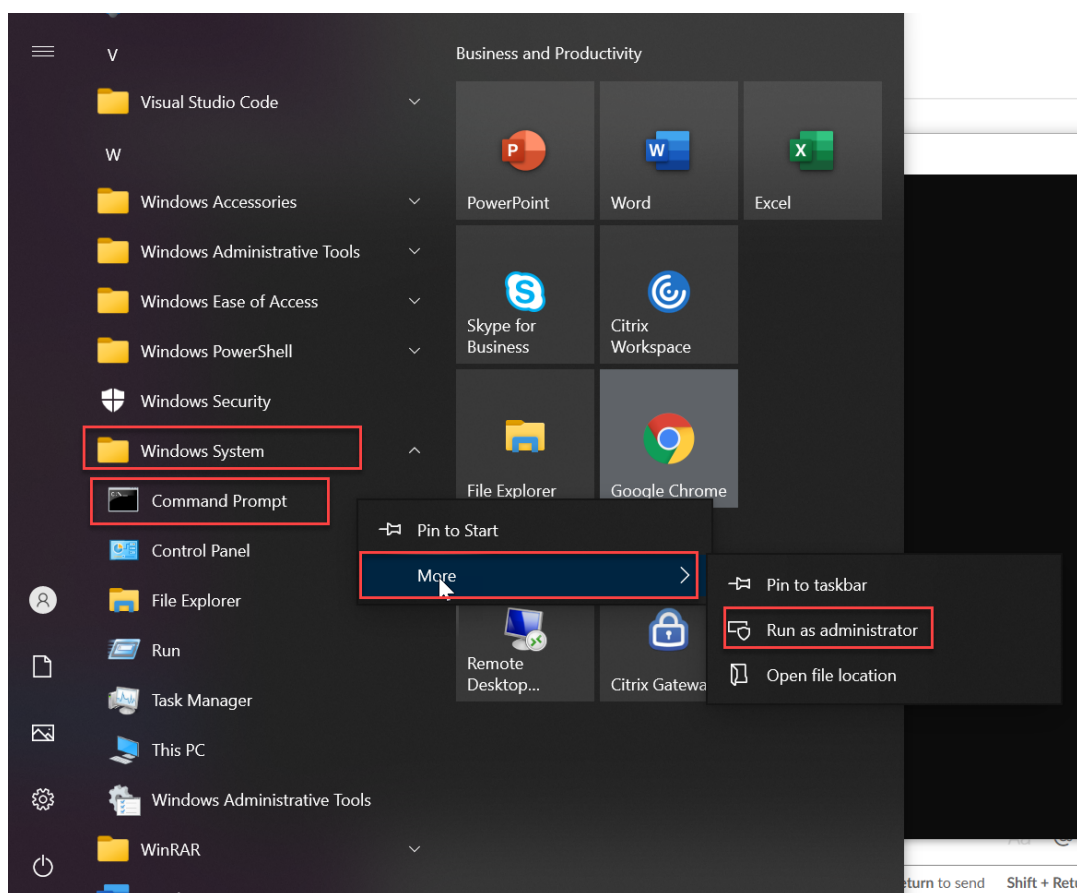 V
Visual Studio Code
W
Windows Accessories
Windows Administrative Tools
Windows Ease of Access
Windows PowerShell
Windows Security
Windows System
Command Prompt
Control Panel
File Explorer
Run
Task Manager
This PC
Windows Administrative Tools
WinRAR
Business and Productivity
PowerPoint
Word
Excel
Skype for
Business
Citrix
Workspace
File Explorer
Google Chrome
Remote
Desktop...
Citrix Gatewa
Pin to Start
More
Pin to taskbar
Run as administrator
Open file location
eturn to send Shift + Retu